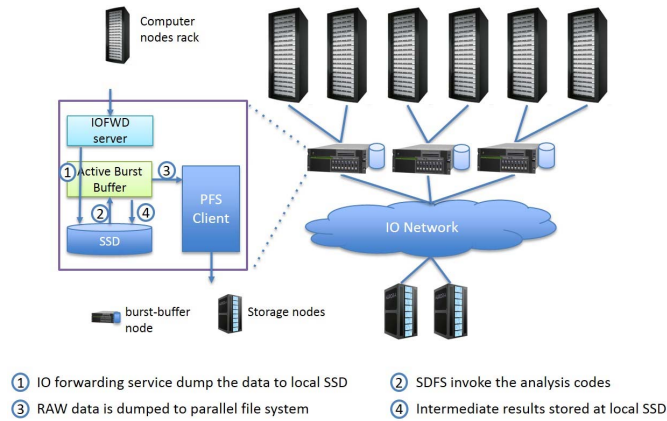 Computer
nodes rack
IOFWD
server
1
Active Burst
Buffer
3
PFS
Client
2
4
SSD
IO Network
burst-buffer
node
Storage nodes
1 IO forwarding service dump the data to local SSD
2 SDFS invoke the analysis codes
3 RAW data is dumped to parallel file system
4 Intermediate results stored at local SSD